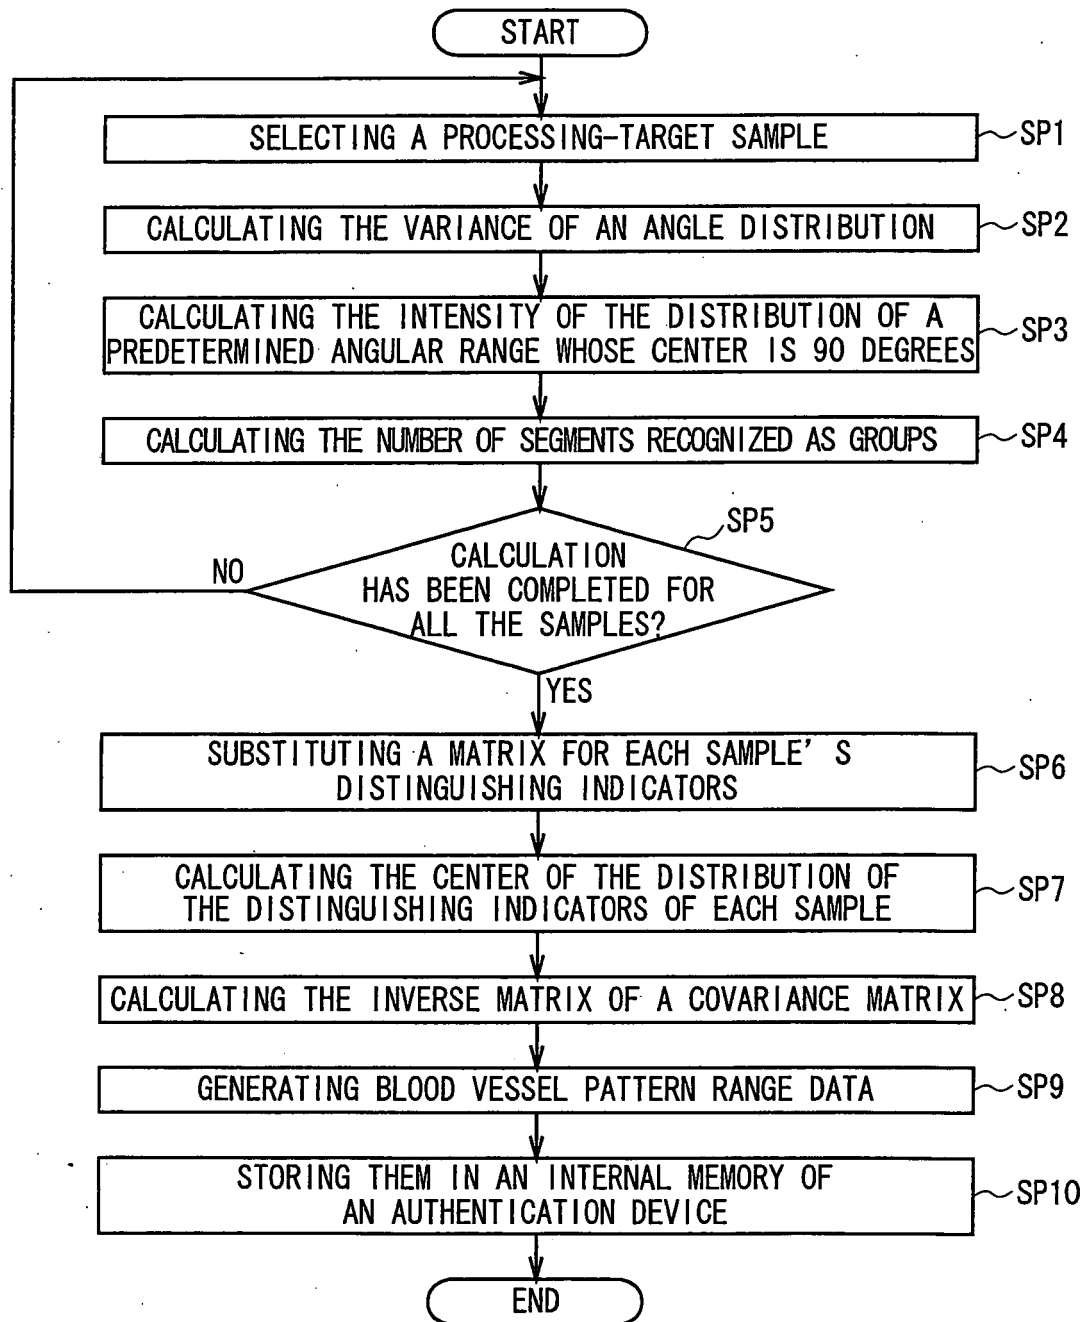 START
SELECTING A PROCESSING-TARGET SAMPLE
SP1
CALCULATING THE VARIANCE OF AN ANGLE DISTRIBUTION
SP2
CALCULATING THE INTENSITY OF THE DISTRIBUTION OF A
PREDETERMINED ANGULAR RANGE WHOSE CENTER IS 90 DEGREES
SP3
CALCULATING THE NUMBER OF SEGMENTS RECOGNIZED AS GROUPS
SP4
SP5
CALCULATION
HAS BEEN COMPLETED FOR
ALL THE SAMPLES?
NO
YES
SUBSTITUTING A MATRIX FOR EACH SAMPLE'S
DISTINGUISHING INDICATORS
SP6
CALCULATING THE CENTER OF THE DISTRIBUTION OF
THE DISTINGUISHING INDICATORS OF EACH SAMPLE
SP7
CALCULATING THE INVERSE MATRIX OF A COVARIANCE MATRIX
SP8
GENERATING BLOOD VESSEL PATTERN RANGE DATA
SP9
STORING THEM IN AN INTERNAL MEMORY OF
AN AUTHENTICATION DEVICE
SP10
END